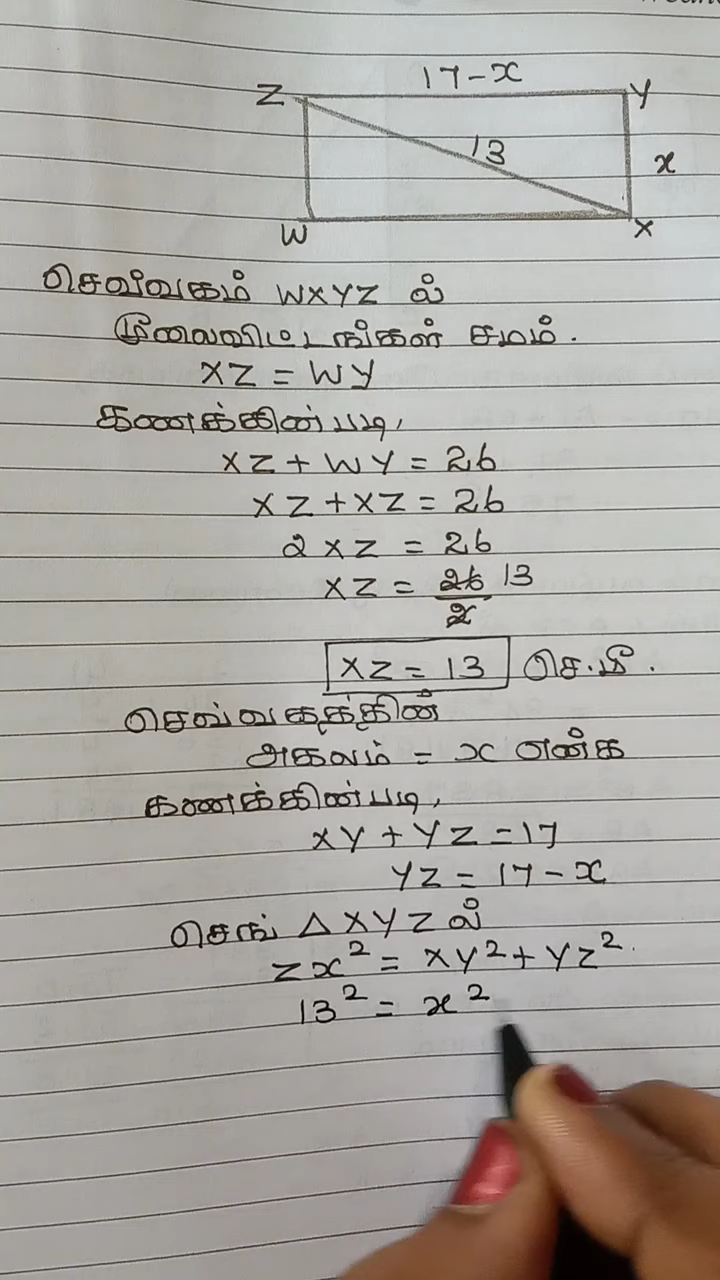 17 - x
Z Y
13
x
W X
செவ்வகம் WXYZ ல்
மூலைவிட்டங்கள் சமம்.
XZ = WY
கணக்கின்படி,
XZ + WY = 26
XZ + XZ = 26
2 XZ = 26
XZ = 26/2 13
XZ = 13 செ.மீ.
செவ்வகத்தின்
அகலம் = x என்க
கணக்கின்படி,
XY + YZ = 17
YZ = 17 - x
செங் Δ XYZ ல்
ZX² = XY² + YZ².
13² = x²